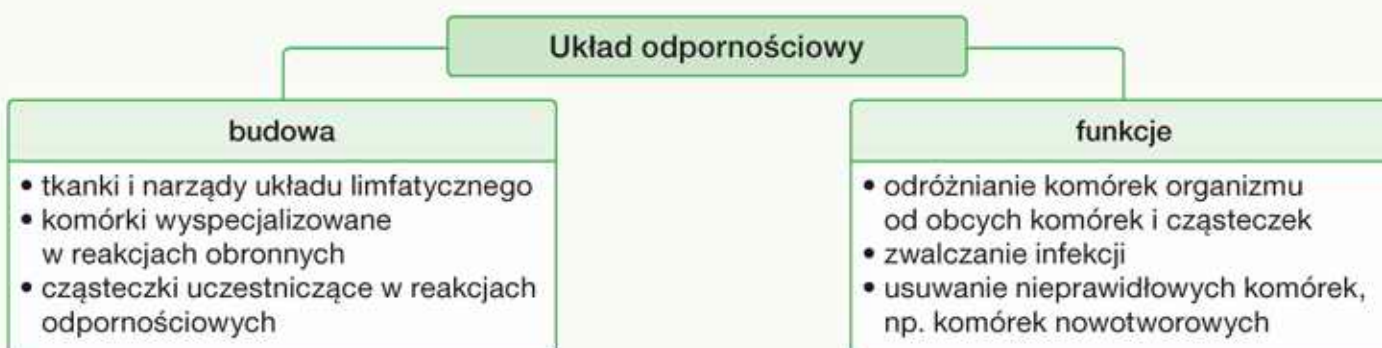 Układ odpornościowy
budowa
• tkanki i narządy układu limfatycznego
• komórki wyspecjalizowane
w reakcjach obronnych
• cząsteczki uczestniczące w reakcjach
odpornościowych
funkcje
• odróżnianie komórek organizmu
od obcych komórek i cząsteczek
• zwalczanie infekcji
• usuwanie nieprawidłowych komórek,
np. komórek nowotworowych